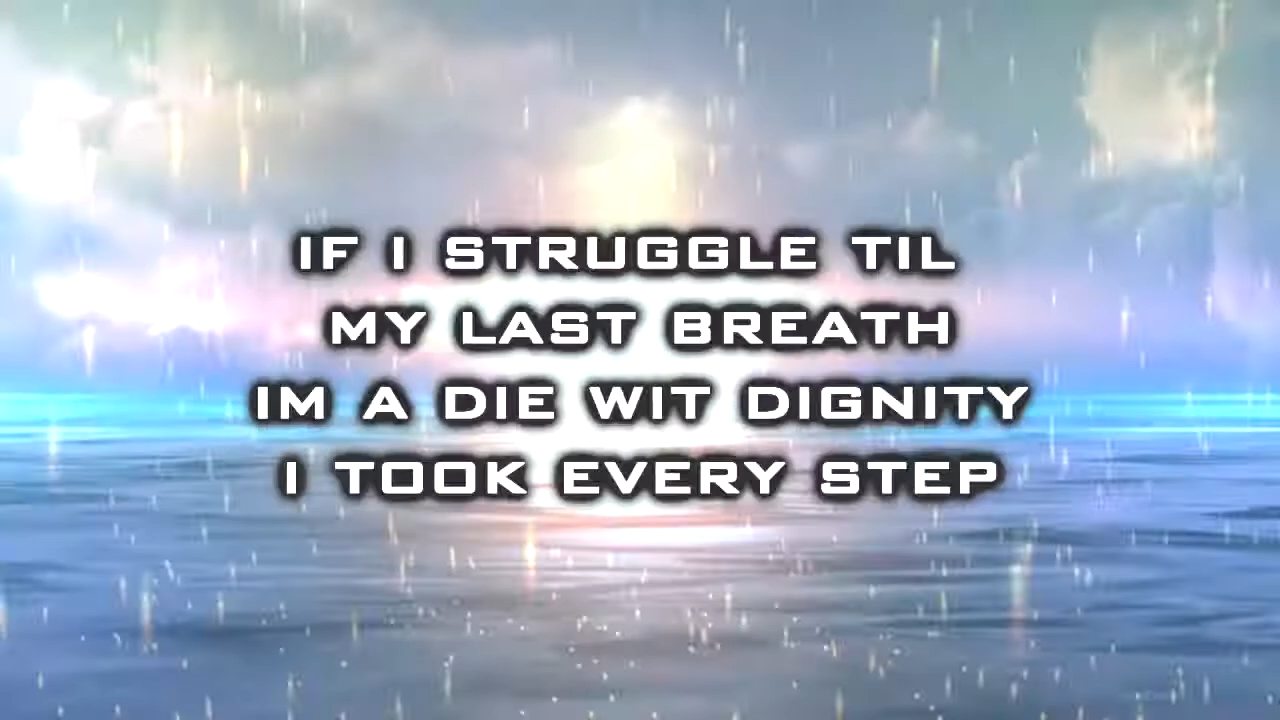 IF I STRUGGLE TIL
MY LAST BREATH
IM A DIE WIT DIGNITY
I TOOK EVERY STEP